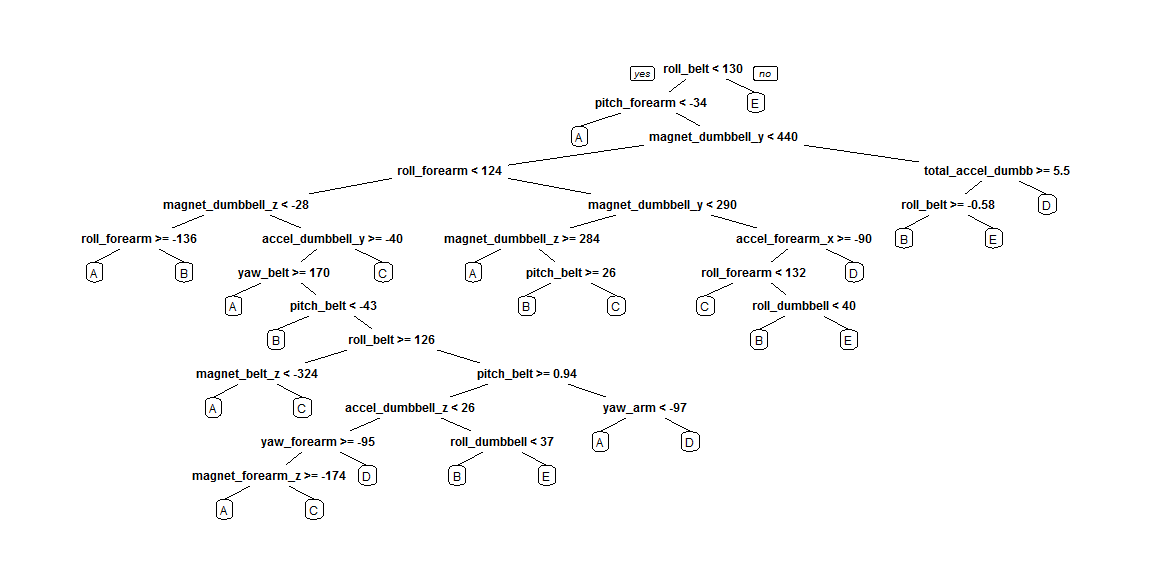 yes roll_belt < 130 no
pitch_forearm < -34 E
A magnet_dumbbell_y < 440
roll_forearm < 124 total_accel_dumbb >= 5.5
magnet_dumbbell_z < -28 magnet_dumbbell_y < 290 roll_belt >= -0.58 D
roll_forearm >= -136 accel_dumbbell_y >= -40 magnet_dumbbell_z >= 284 accel_forearm_x >= -90 B E
A B yaw_belt >= 170 C A pitch_belt >= 26 roll_forearm < 132 D
A pitch_belt < -43 B C C roll_dumbbell < 40
B roll_belt >= 126 B E
magnet_belt_z < -324 pitch_belt >= 0.94
A C accel_dumbbell_z < 26 yaw_arm < -97
yaw_forearm >= -95 roll_dumbbell < 37 A D
magnet_forearm_z >= -174 D B E
A C